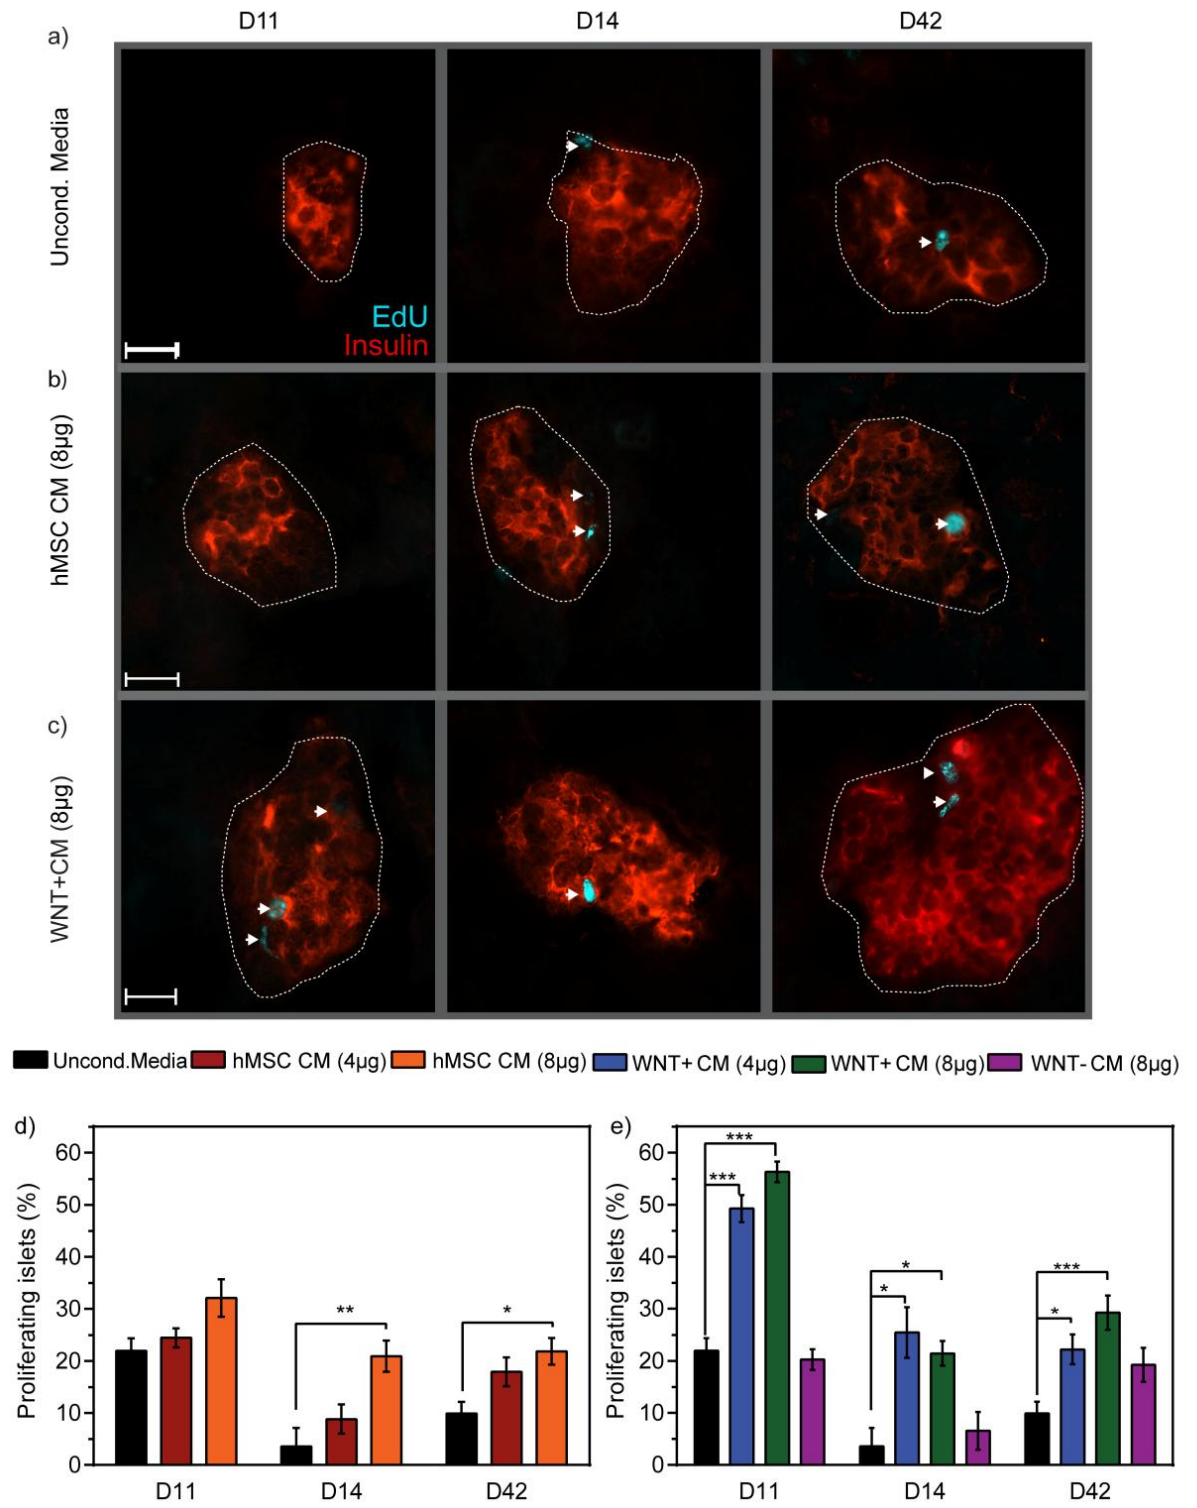 D11 D14 D42
a)
Uncond. Media
EdU
Insulin
b)
hMSC CM (8µg)
c)
WNT+CM (8µg)
Uncond.Media hMSC CM (4µg) hMSC CM (8µg) WNT+ CM (4µg) WNT+ CM (8µg) WNT- CM (8µg)
d)
Proliferating islets (%)
60
50
40
30
20
10
0
** *
D11 D14 D42
e)
Proliferating islets (%)
60
50
40
30
20
10
0
***
***
*
*
***
*
D11 D14 D42